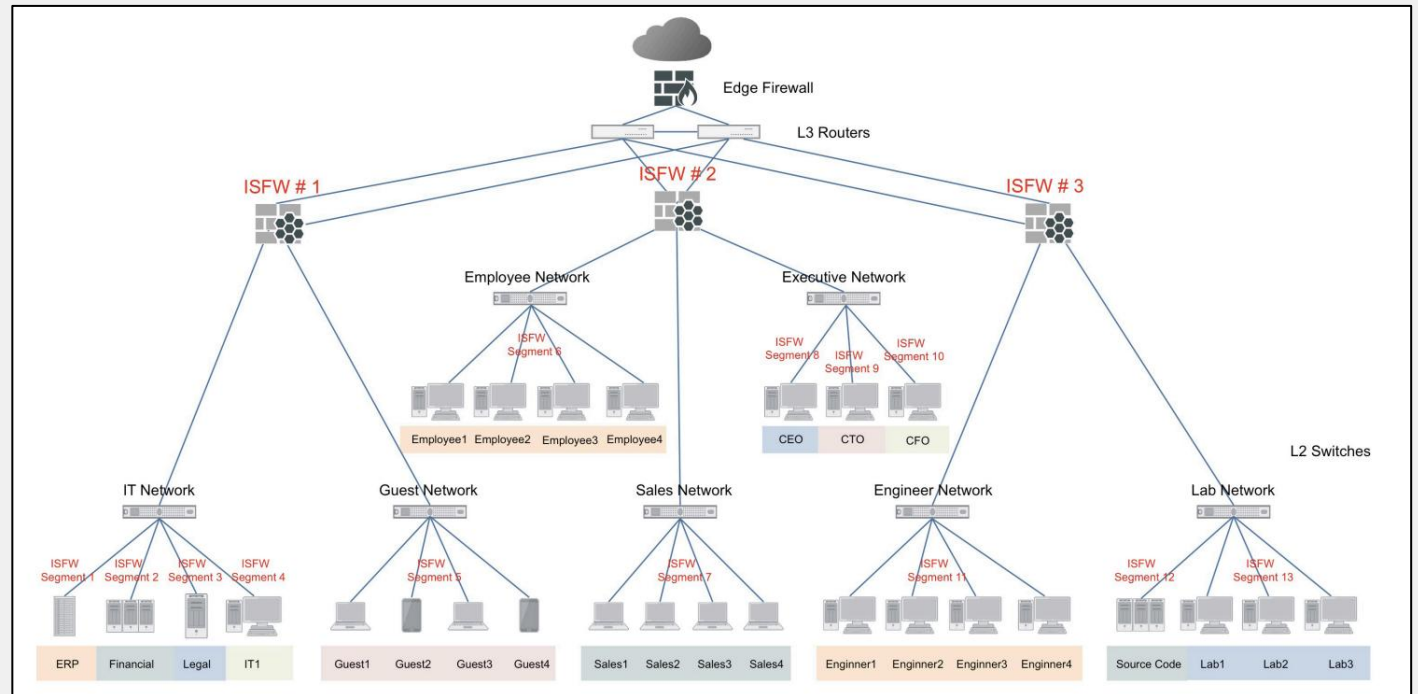 Edge Firewall
L3 Routers
ISFW # 1
ISFW # 2
ISFW # 3
Employee Network
Executive Network
ISFW
Segment 6
ISFW
Segment 8
ISFW
Segment 9
ISFW
Segment 10
Employee1 Employee2 Employee3 Employee4
CEO CTO CFO
L2 Switches
IT Network
Guest Network
Sales Network
Engineer Network
Lab Network
ISFW
Segment 1
ISFW
Segment 2
ISFW
Segment 3
ISFW
Segment 4
ISFW
Segment 5
ISFW
Segment 7
ISFW
Segment 11
ISFW
Segment 12
ISFW
Segment 13
ERP Financial Legal IT1
Guest1 Guest2 Guest3 Guest4
Sales1 Sales2 Sales3 Sales4
Enginner1 Enginner2 Enginner3 Enginner4
Source Code Lab1 Lab2 Lab3